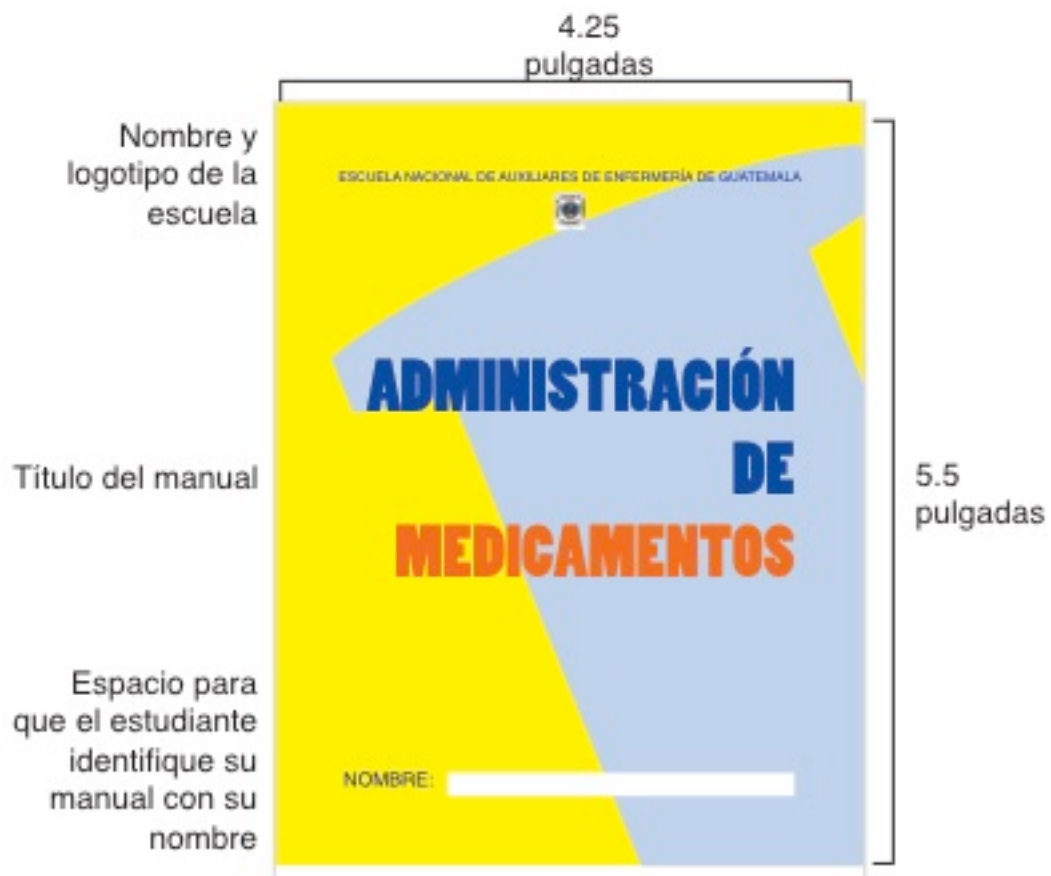 4.25
pulgadas
Nombre y
logotipo de la
escuela
ESCUELA NACIONAL DE AUXILIARES DE ENFERMERÍA DE GUATEMALA
ADMINISTRACIÓN
DE
MEDICAMENTOS
Título del manual
5.5
pulgadas
Espacio para
que el estudiante
identifique su
manual con su
nombre
NOMBRE: